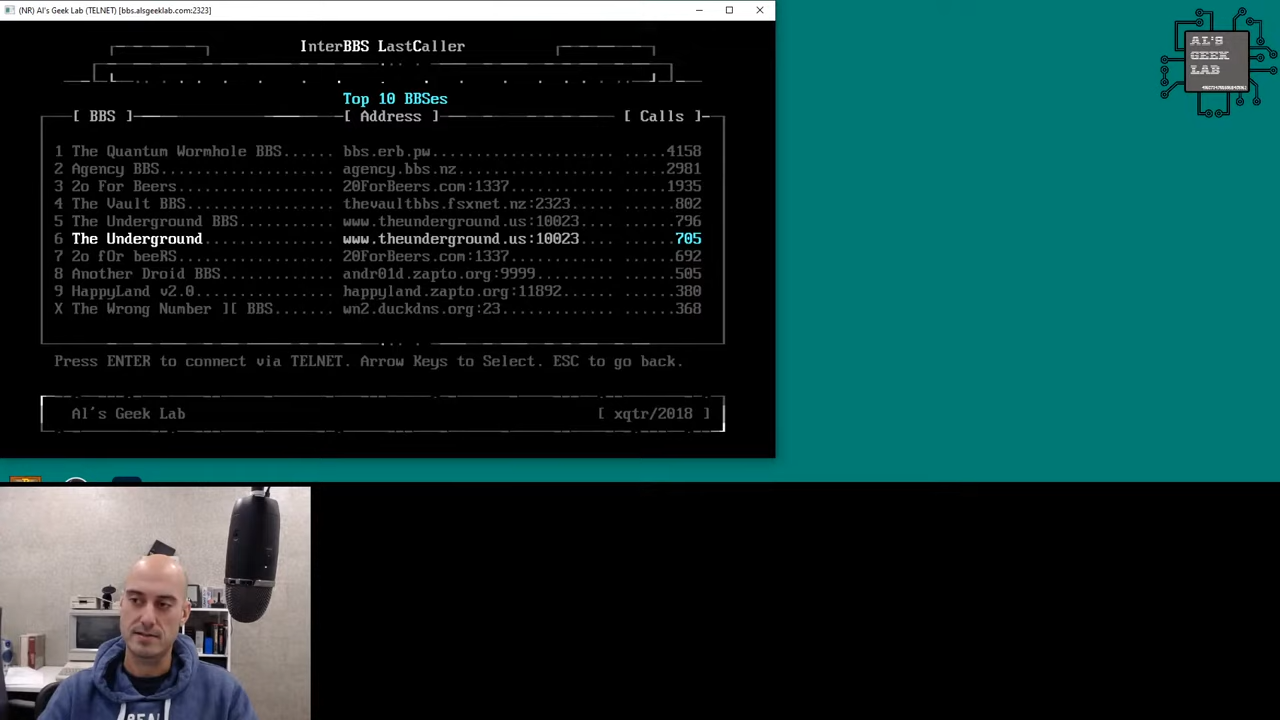 (NR) Al's Geek Lab (TELNET) [bbs.alsgeeklab.com:2323]
InterBBS LastCaller
Top 10 BBSes
[ BBS ] [ Address ] [ Calls ]
1 The Quantum Wormhole BBS...... bbs.erb.pw..................... .....4158
2 Agency BBS.................... agency.bbs.nz.................. .....2981
3 2o For Beers.................. 20ForBeers.com:1337............ .....1935
4 The Vault BBS................. thevaultbbs.fsxnet.nz:2323..... ......802
5 The Underground BBS........... www.theunderground.us:10023.... ......796
6 The Underground............... www.theunderground.us:10023.... ......705
7 2o fOr beeRS.................. 20ForBeers.com:1337............ ......692
8 Another Droid BBS............. andr01d.zapto.org:9999......... ......505
9 HappyLand v2.0................ happyland.zapto.org:11892...... ......380
X The Wrong Number ][ BBS....... wn2.duckdns.org:23............. ......368
Press ENTER to connect via TELNET. Arrow Keys to Select. ESC to go back.
Al's Geek Lab [ xqtr/2018 ]
AL'S
GEEK
LAB